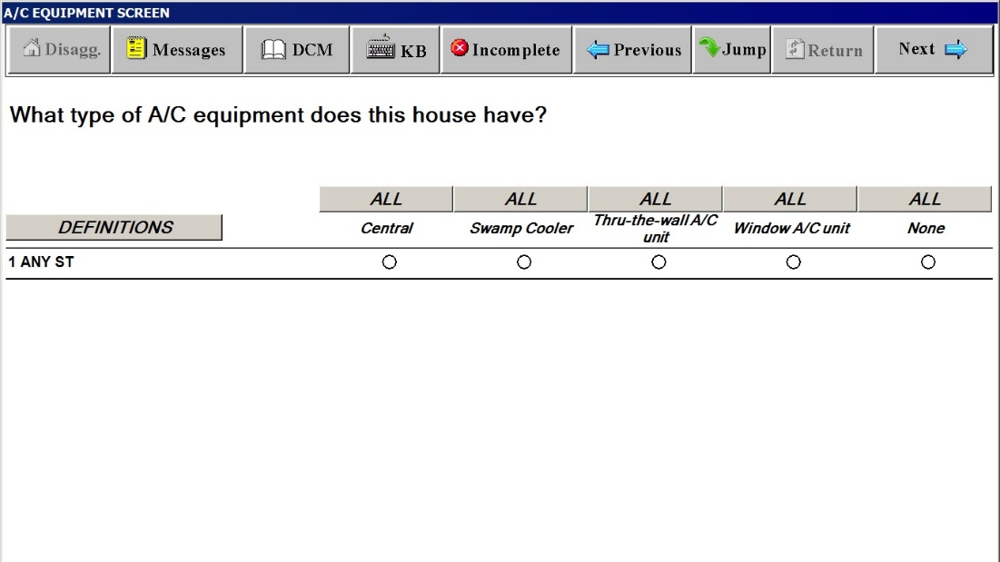 A/C EQUIPMENT SCREEN
Disagg. Messages DCM KB Incomplete Previous Jump Return Next
What type of A/C equipment does this house have?
ALL ALL ALL ALL ALL
DEFINITIONS Central Swamp Cooler Thru-the-wall A/C unit Window A/C unit None
1 ANY ST